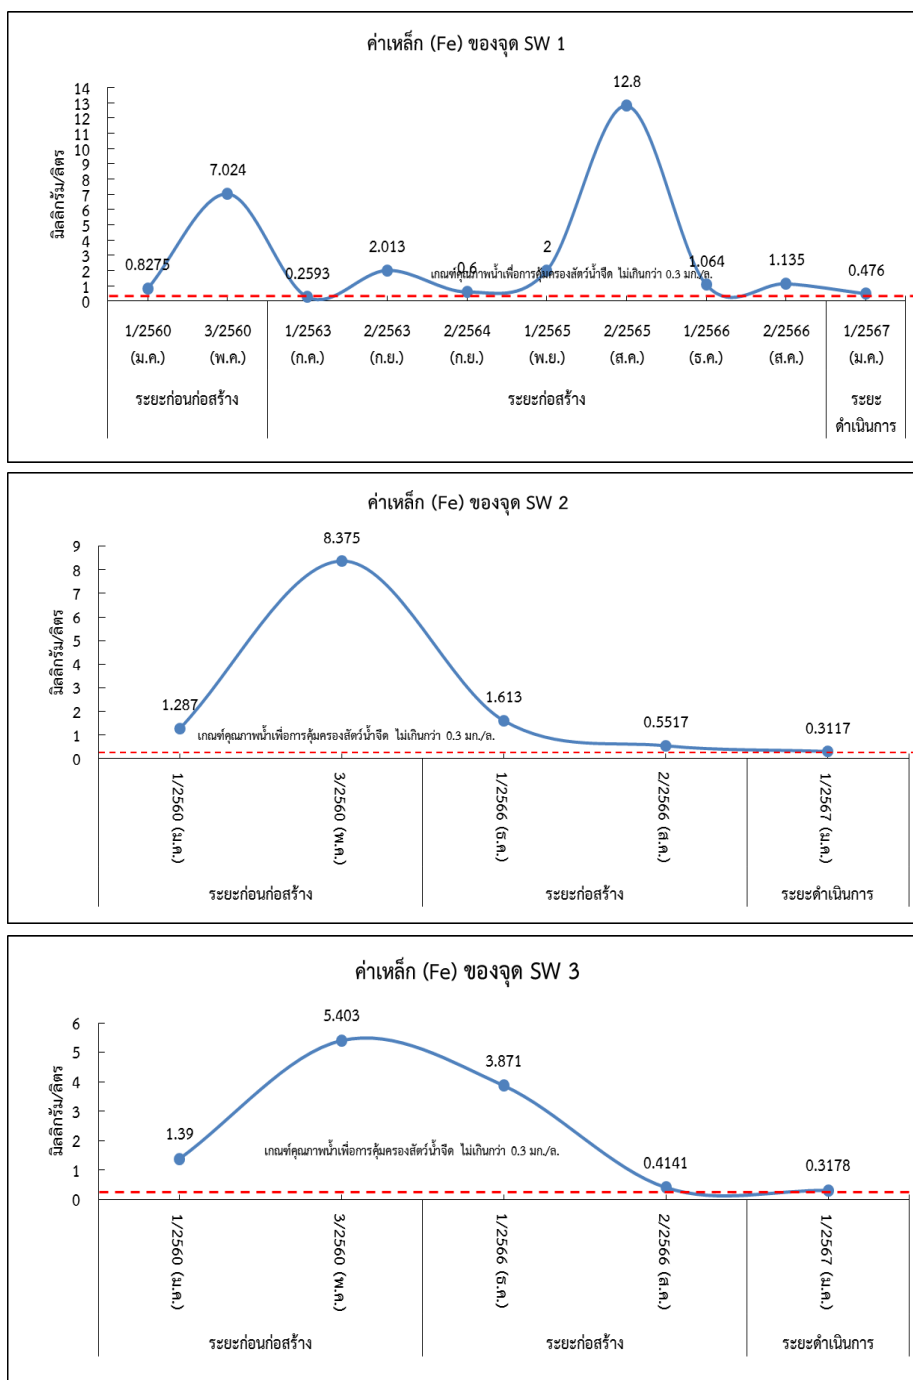 ค่าเหล็ก (Fe) ของจุด SW 1
มิลลิกรัม/ลิตร
14
13
12
11
10
9
8
7
6
5
4
3
2
1
0
0.8275
7.024
0.2593
2.013
0.6
2
12.8
1.064
1.135
0.476
เกณฑ์คุณภาพน้ำเพื่อการคุ้มครองสัตว์น้ำจืด ไม่เกินกว่า 0.3 มก./ล.
1/2560 3/2560 1/2563 2/2563 2/2564 1/2565 2/2565 1/2566 2/2566 1/2567
(ม.ค.) (พ.ค.) (ก.ค.) (ก.ย.) (ก.ย.) (พ.ย.) (ส.ค.) (ธ.ค.) (ส.ค.) (ม.ค.)
ระยะก่อนก่อสร้าง ระยะก่อสร้าง ระยะ
ดำเนินการ
ค่าเหล็ก (Fe) ของจุด SW 2
มิลลิกรัม/ลิตร
9
8
7
6
5
4
3
2
1
0
1.287
8.375
1.613
0.5517
0.3117
เกณฑ์คุณภาพน้ำเพื่อการคุ้มครองสัตว์น้ำจืด ไม่เกินกว่า 0.3 มก./ล.
1/2560 (ม.ค.)
3/2560 (พ.ค.)
1/2566 (ธ.ค.)
2/2566 (ส.ค.)
1/2567 (ม.ค.)
ระยะก่อนก่อสร้าง ระยะก่อสร้าง ระยะดำเนินการ
ค่าเหล็ก (Fe) ของจุด SW 3
มิลลิกรัม/ลิตร
6
5
4
3
2
1
0
1.39
5.403
3.871
0.4141
0.3178
เกณฑ์คุณภาพน้ำเพื่อการคุ้มครองสัตว์น้ำจืด ไม่เกินกว่า 0.3 มก./ล.
1/2560 (ม.ค.)
3/2560 (พ.ค.)
1/2566 (ธ.ค.)
2/2566 (ส.ค.)
1/2567 (ม.ค.)
ระยะก่อนก่อสร้าง ระยะก่อสร้าง ระยะดำเนินการ